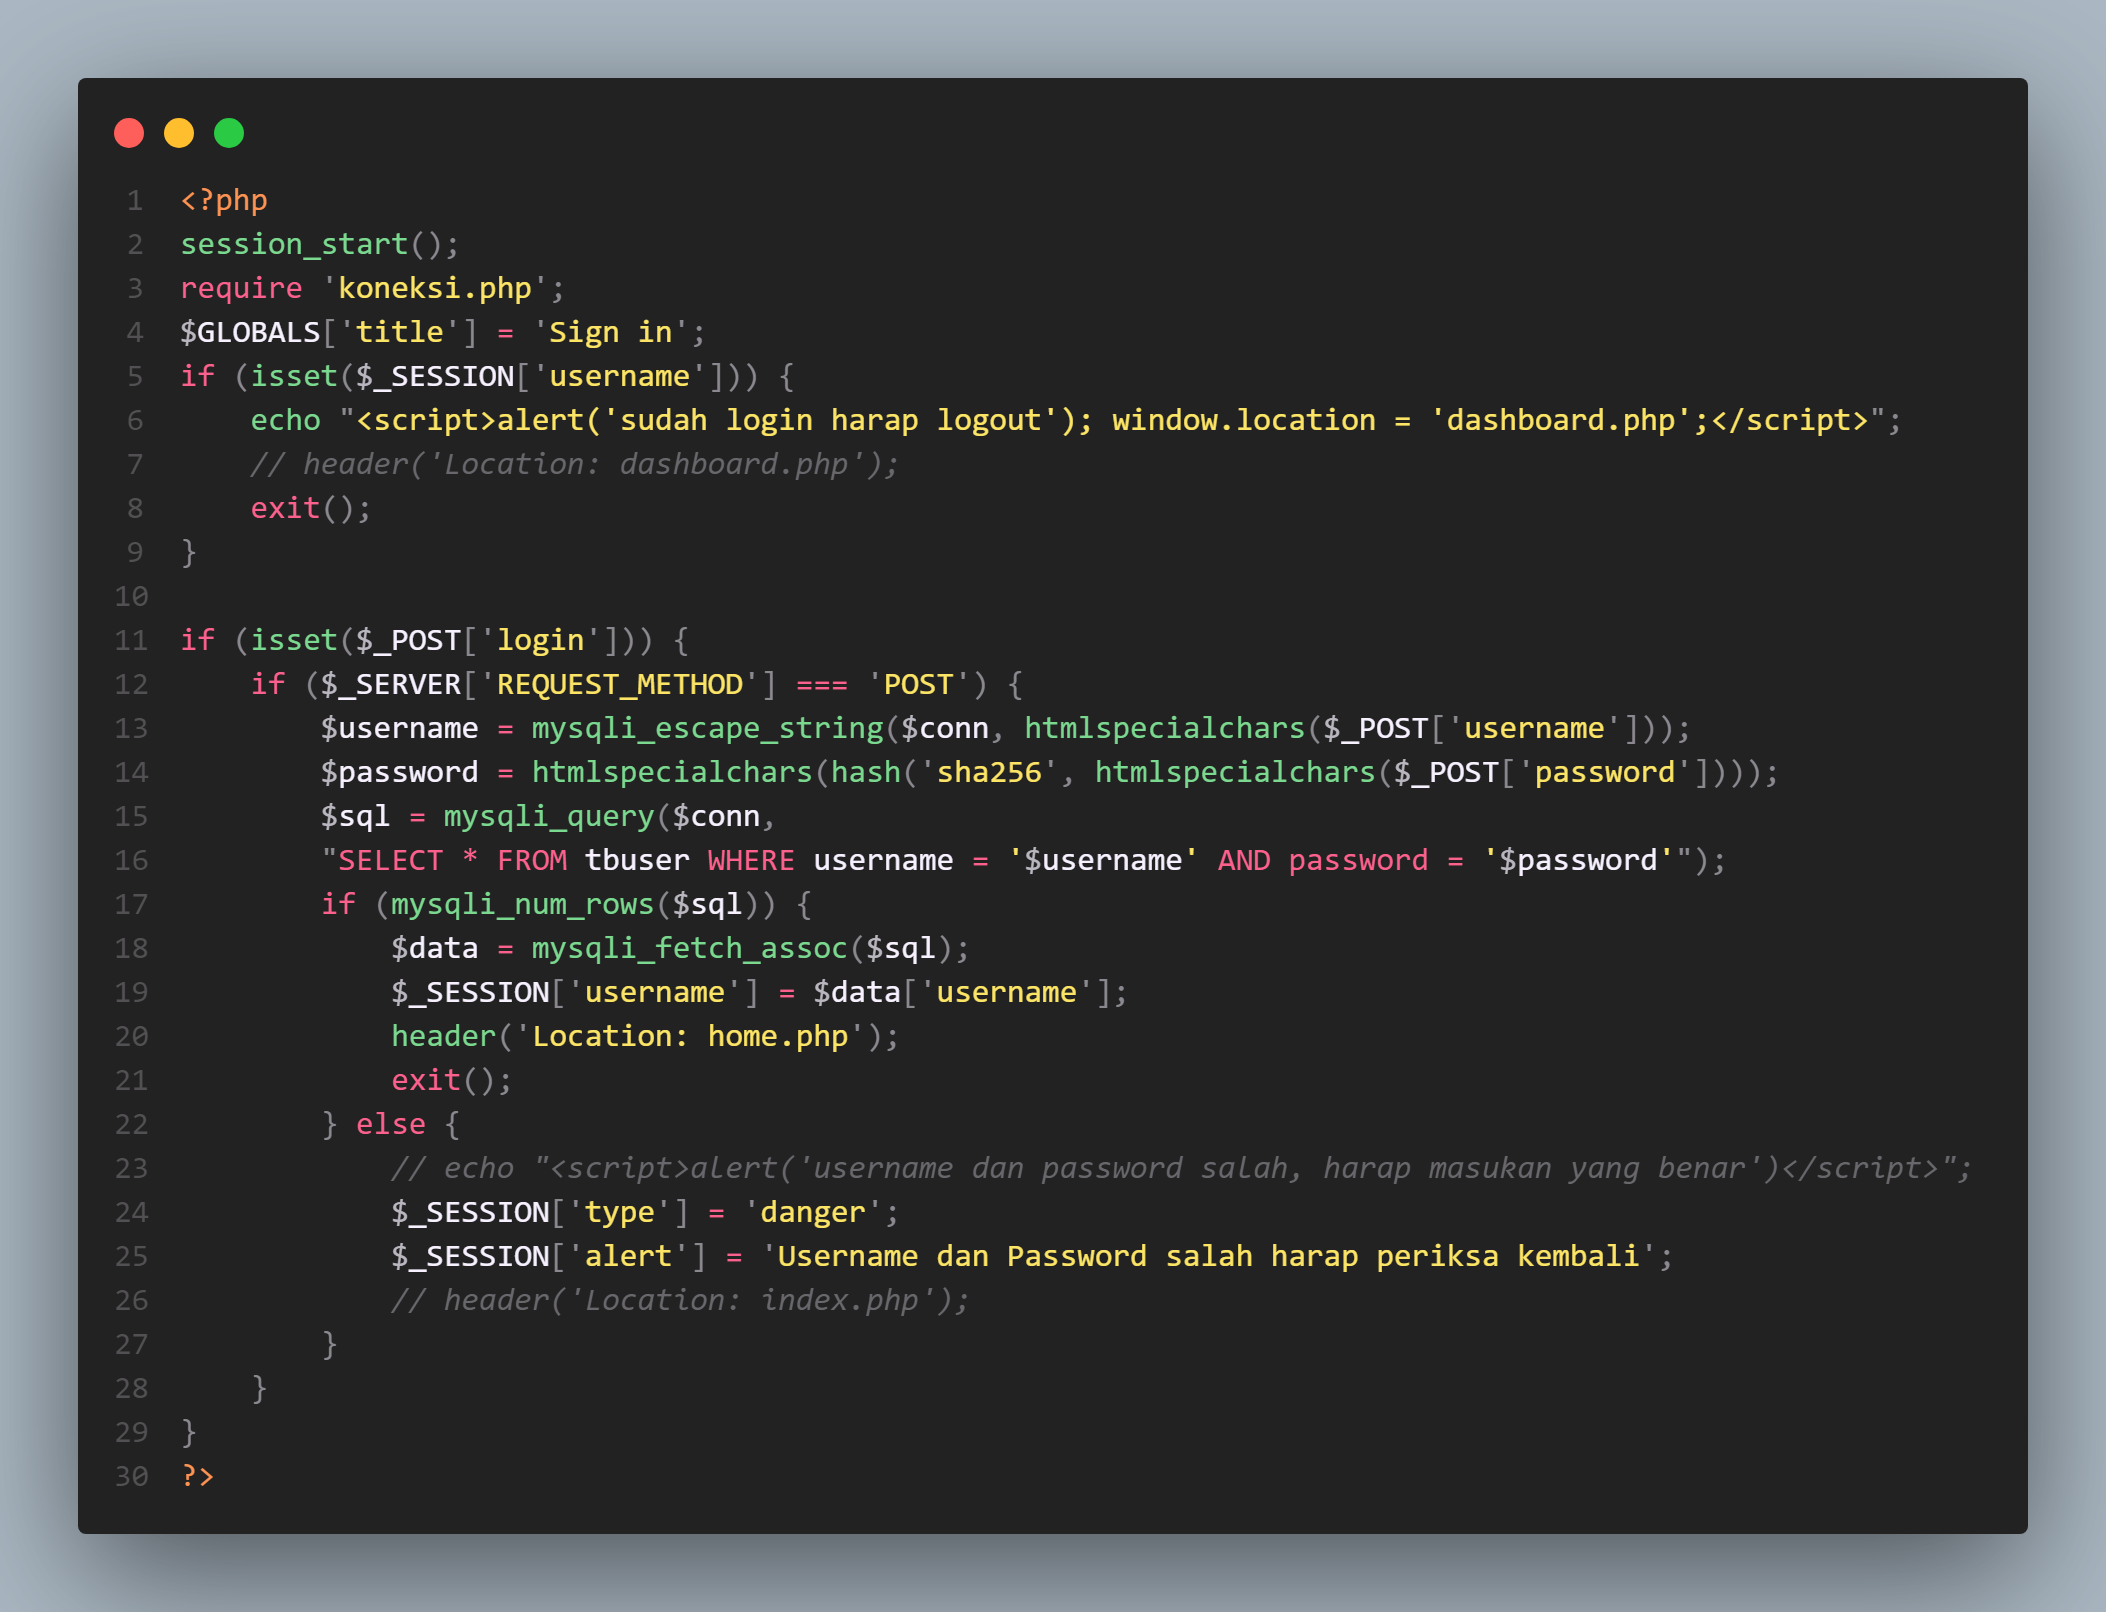 1 <?php
2 session_start();
3 require 'koneksi.php';
4 $GLOBALS['title'] = 'Sign in';
5 if (isset($_SESSION['username'])) {
6     echo "<script>alert('sudah login harap logout'); window.location = 'dashboard.php';</script>";
7     // header('Location: dashboard.php');
8     exit();
9 }
10
11 if (isset($_POST['login'])) {
12     if ($_SERVER['REQUEST_METHOD'] === 'POST') {
13         $username = mysqli_escape_string($conn, htmlspecialchars($_POST['username']));
14         $password = htmlspecialchars(hash('sha256', htmlspecialchars($_POST['password'])));
15         $sql = mysqli_query($conn,
16         "SELECT * FROM tbuser WHERE username = '$username' AND password = '$password'");
17         if (mysqli_num_rows($sql)) {
18             $data = mysqli_fetch_assoc($sql);
19             $_SESSION['username'] = $data['username'];
20             header('Location: home.php');
21             exit();
22         } else {
23             // echo "<script>alert('username dan password salah, harap masukan yang benar')</script>";
24             $_SESSION['type'] = 'danger';
25             $_SESSION['alert'] = 'Username dan Password salah harap periksa kembali';
26             // header('Location: index.php');
27         }
28     }
29 }
30 ?>